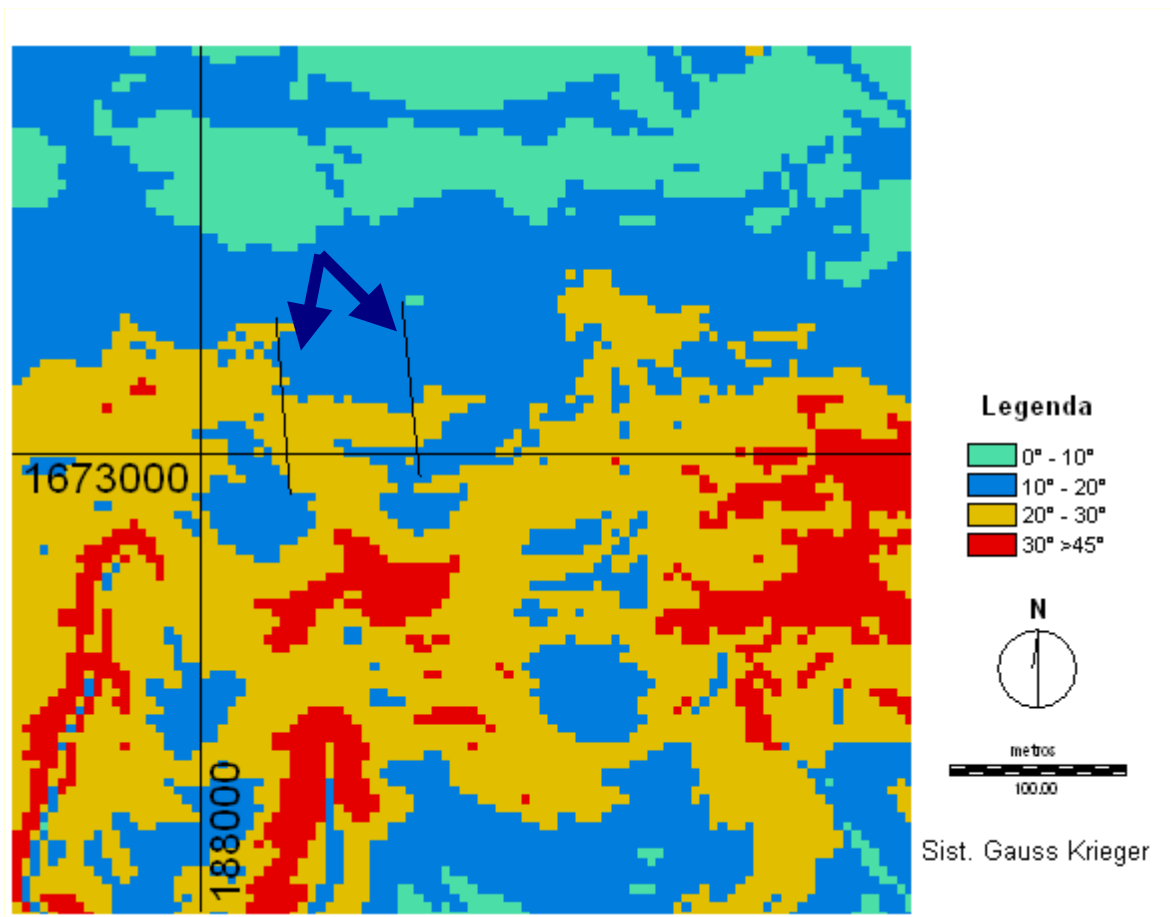 1673000
188000
Legenda
0° - 10°
10° - 20°
20° - 30°
30° >45°
N
metros
100.00
Sist. Gauss Krieger